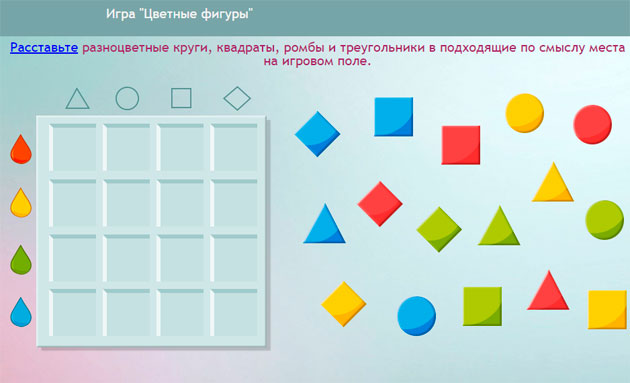 Игра "Цветные фигуры"
Расставьте разноцветные круги, квадраты, ромбы и треугольники в подходящие по смыслу места
на игровом поле.